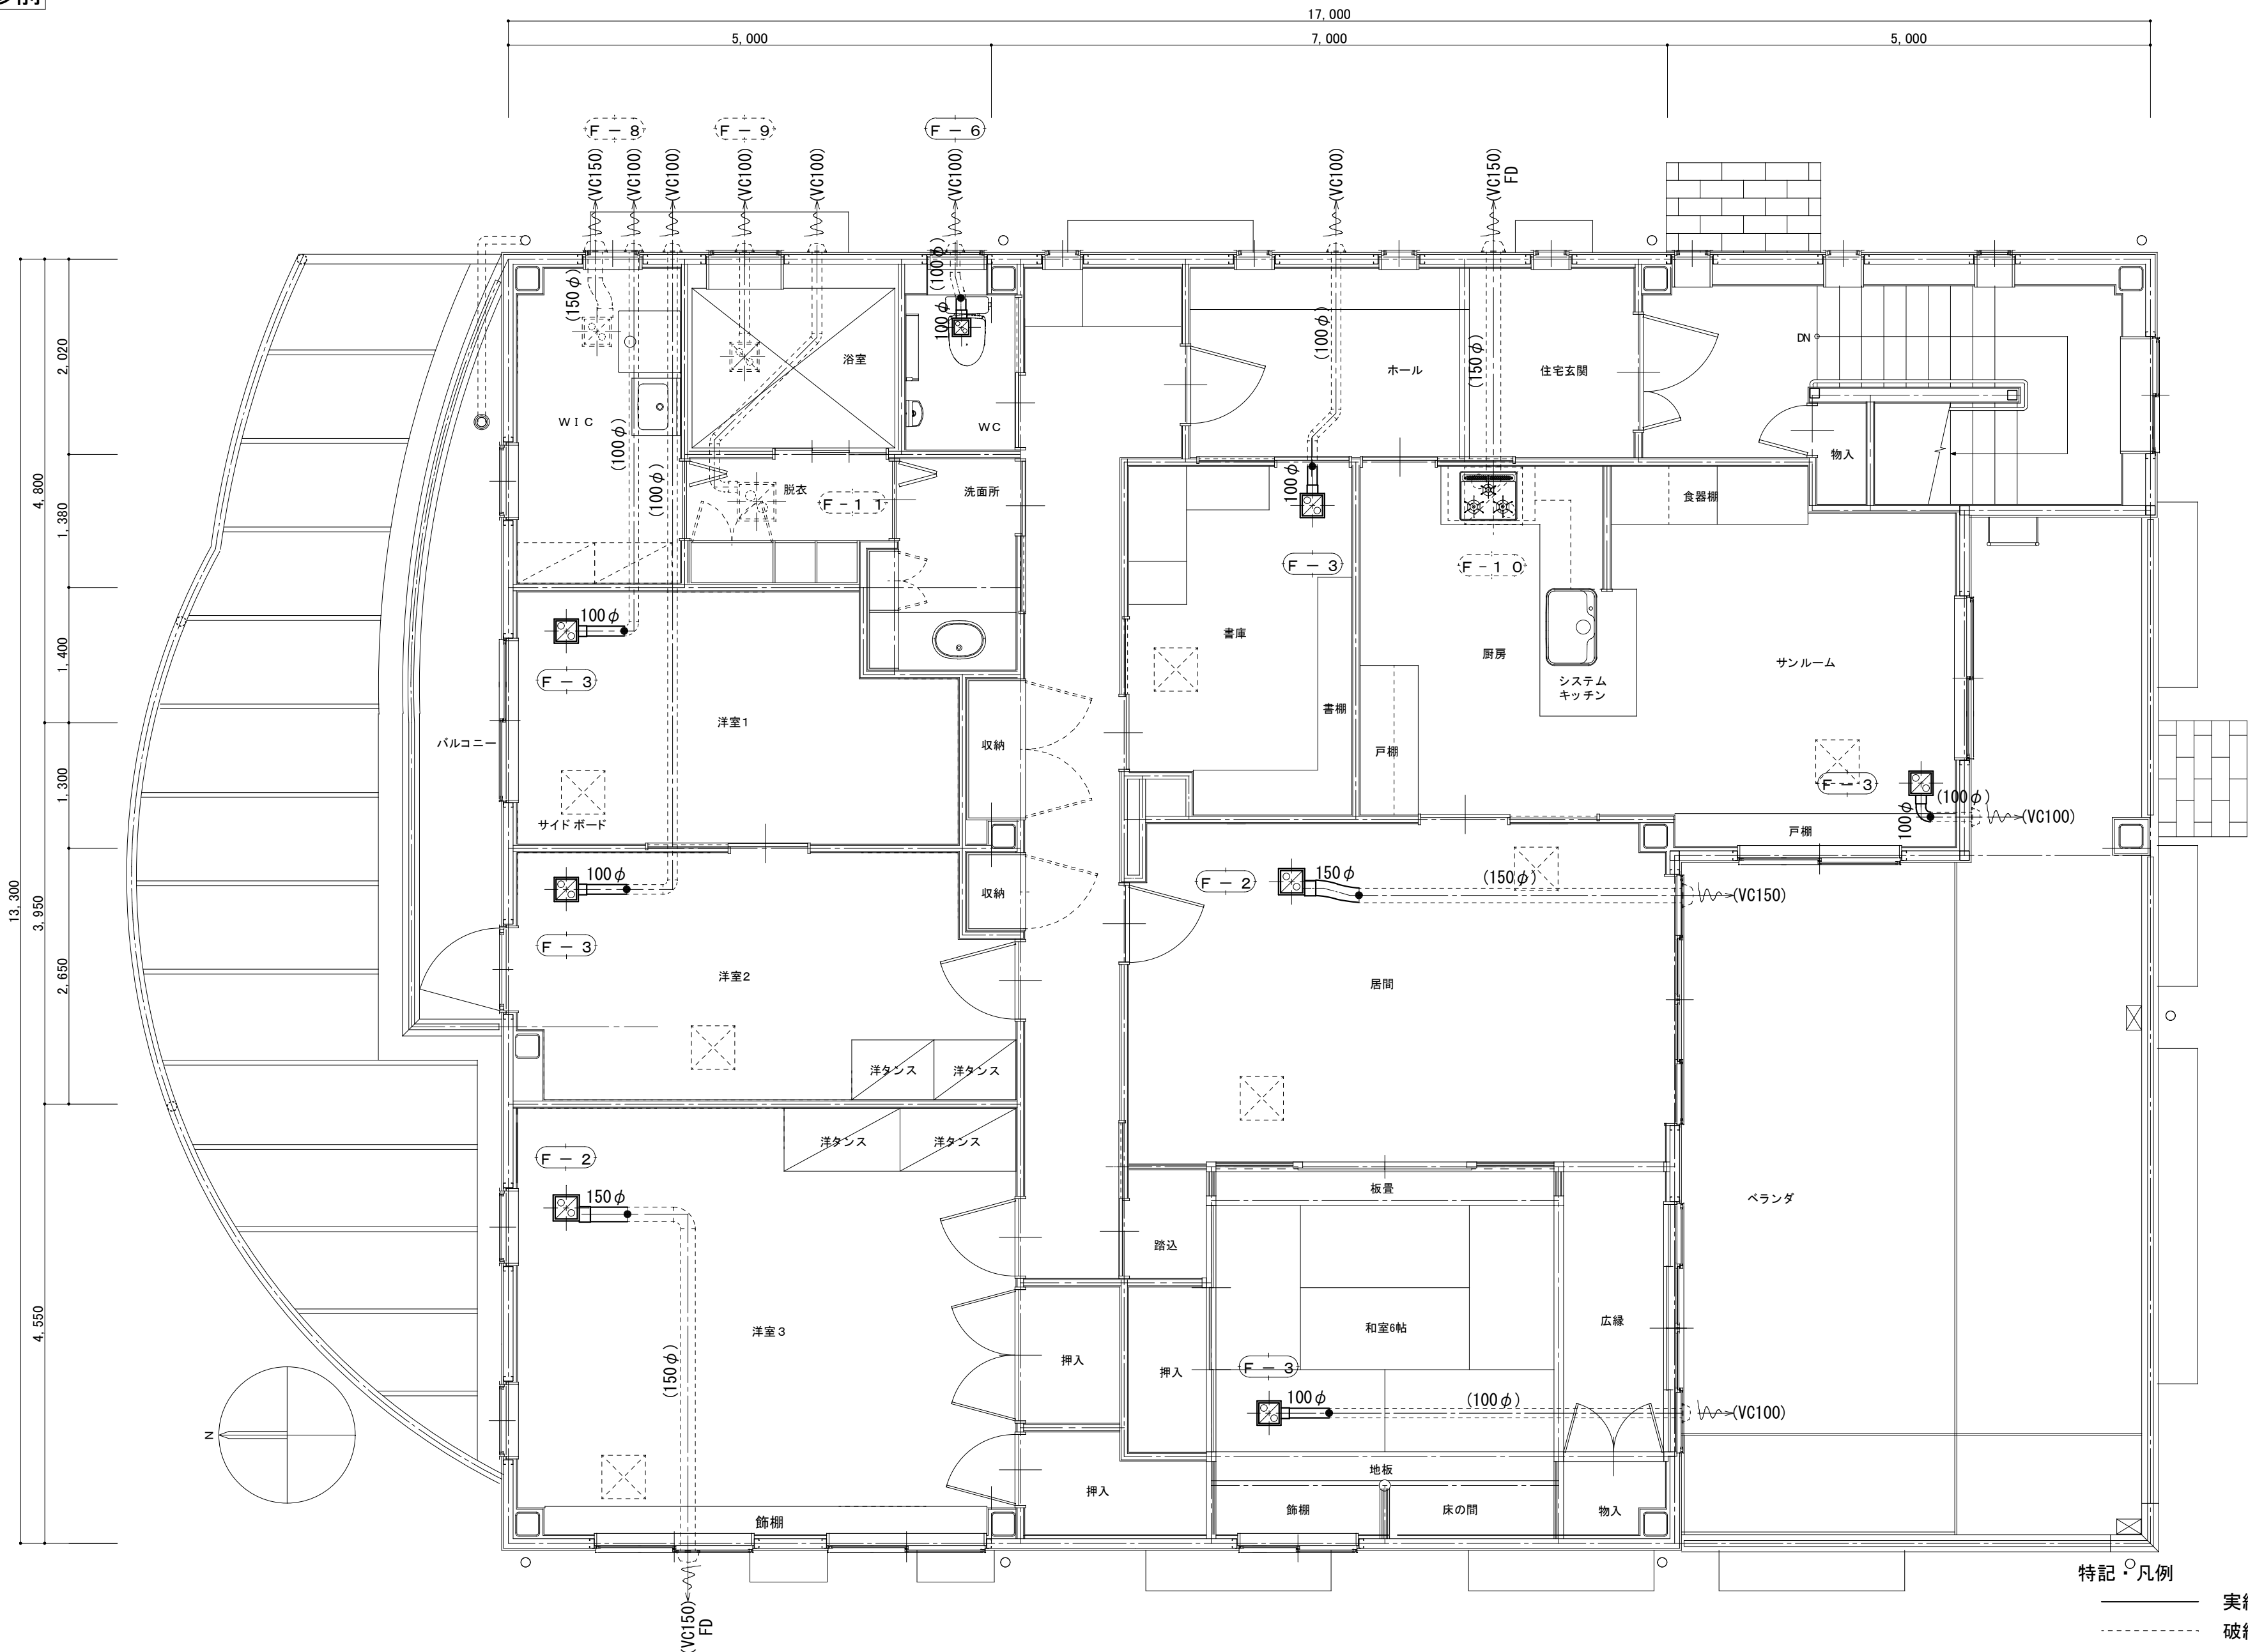 17,000
5,000
7,000
5,000
F－8
F－9
F－6
(VC150)
(VC100)
(VC100)
(VC100)
(VC100)
(VC100)
(VC100)
(VC150)
FD
(150φ)
(100φ)
100φ
(100φ)
(150φ)
浴室
ホール
住宅玄関
DN
WIC
(100φ)
WC
物入
2,020
4,800
1,380
1,400
1,300
13,300
3,950
2,650
4,550
(100φ)
脱衣
F-11
洗面所
100φ
食器棚
F－3
F-10
100φ
書庫
厨房
サンルーム
システム
キッチン
F－3
書棚
洋室1
バルコニー
収納
戸棚
F－3
(100φ)
100φ
(VC100)
サイドボード
戸棚
100φ
収納
F－2
150φ
(150φ)
(VC150)
F－3
洋室2
居間
洋タンス
洋タンス
洋タンス
洋タンス
F－2
板畳
150φ
ベランダ
踏込
広縁
洋室3
和室6帖
(150φ)
押入
押入
F－3
100φ
(100φ)
(VC100)
N
地板
押入
飾棚
飾棚
床の間
物入
(VC150)
FD
特記・凡例